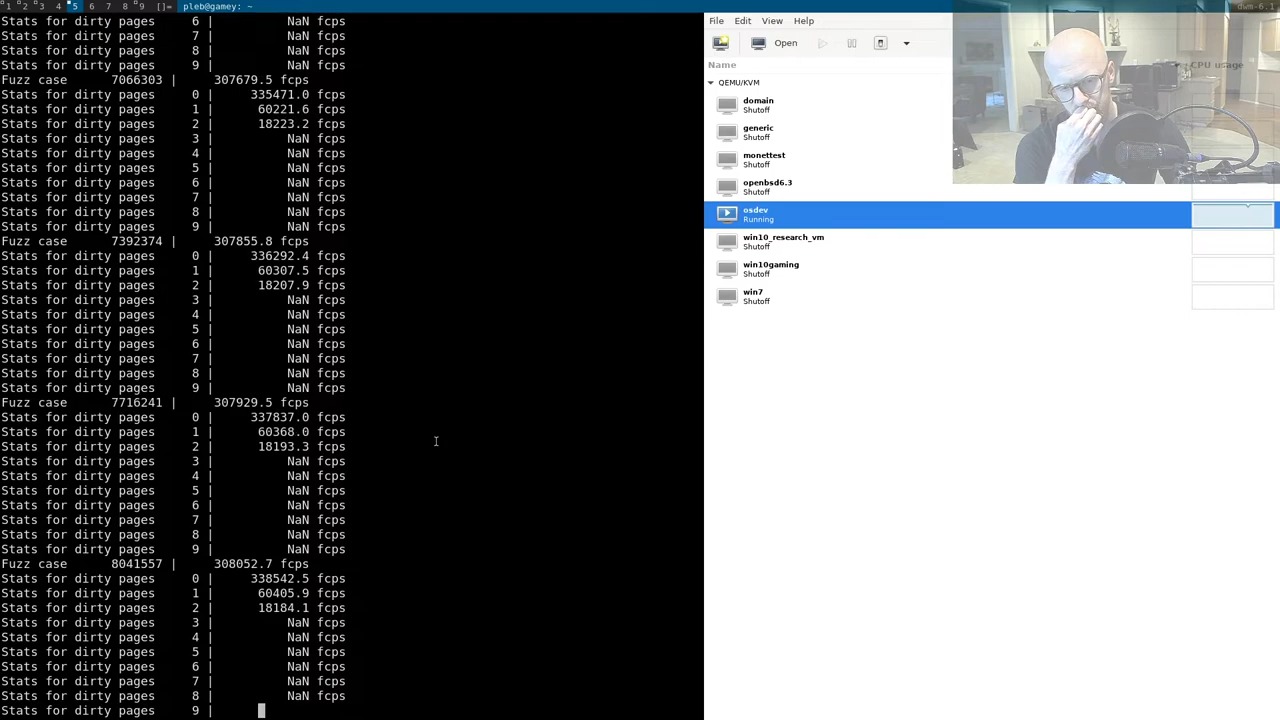 1 2 3 4 5 6 7 8 9 []= pleb@gamey: ~
dwm-6.1
Stats for dirty pages 6 | NaN fcps
Stats for dirty pages 7 | NaN fcps
Stats for dirty pages 8 | NaN fcps
Stats for dirty pages 9 | NaN fcps
Fuzz case 7066303 | 307679.5 fcps
Stats for dirty pages 0 | 335471.0 fcps
Stats for dirty pages 1 | 60221.6 fcps
Stats for dirty pages 2 | 18222.2 fcps
Stats for dirty pages 3 | NaN fcps
Stats for dirty pages 4 | NaN fcps
Stats for dirty pages 5 | NaN fcps
Stats for dirty pages 6 | NaN fcps
Stats for dirty pages 7 | NaN fcps
Stats for dirty pages 8 | NaN fcps
Stats for dirty pages 9 | NaN fcps
Fuzz case 7392374 | 307855.8 fcps
Stats for dirty pages 0 | 336297.4 fcps
Stats for dirty pages 1 | 60307.6 fcps
Stats for dirty pages 2 | 18207.6 fcps
Stats for dirty pages 3 | NaN fcps
Stats for dirty pages 4 | NaN fcps
Stats for dirty pages 5 | NaN fcps
Stats for dirty pages 6 | NaN fcps
Stats for dirty pages 7 | NaN fcps
Stats for dirty pages 8 | NaN fcps
Stats for dirty pages 9 | NaN fcps
Fuzz case 7716241 | 307929.5 fcps
Stats for dirty pages 0 | 337837.0 fcps
Stats for dirty pages 1 | 60368.0 fcps
Stats for dirty pages 2 | 18193.3 fcps
Stats for dirty pages 3 | NaN fcps
Stats for dirty pages 4 | NaN fcps
Stats for dirty pages 5 | NaN fcps
Stats for dirty pages 6 | NaN fcps
Stats for dirty pages 7 | NaN fcps
Stats for dirty pages 8 | NaN fcps
Stats for dirty pages 9 | NaN fcps
Fuzz case 8041557 | 308052.7 fcps
Stats for dirty pages 0 | 338542.5 fcps
Stats for dirty pages 1 | 60405.9 fcps
Stats for dirty pages 2 | 18184.1 fcps
Stats for dirty pages 3 | NaN fcps
Stats for dirty pages 4 | NaN fcps
Stats for dirty pages 5 | NaN fcps
Stats for dirty pages 6 | NaN fcps
Stats for dirty pages 7 | NaN fcps
Stats for dirty pages 8 | NaN fcps
Stats for dirty pages 9 |
File Edit View Help
Open
Name CPU usage
QEMU/KVM
domain
Shutoff
generic
Shutoff
monettest
Shutoff
openbsd6.3
Shutoff
osdev
Running
win10_research_vm
Shutoff
win10gaming
Shutoff
win7
Shutoff